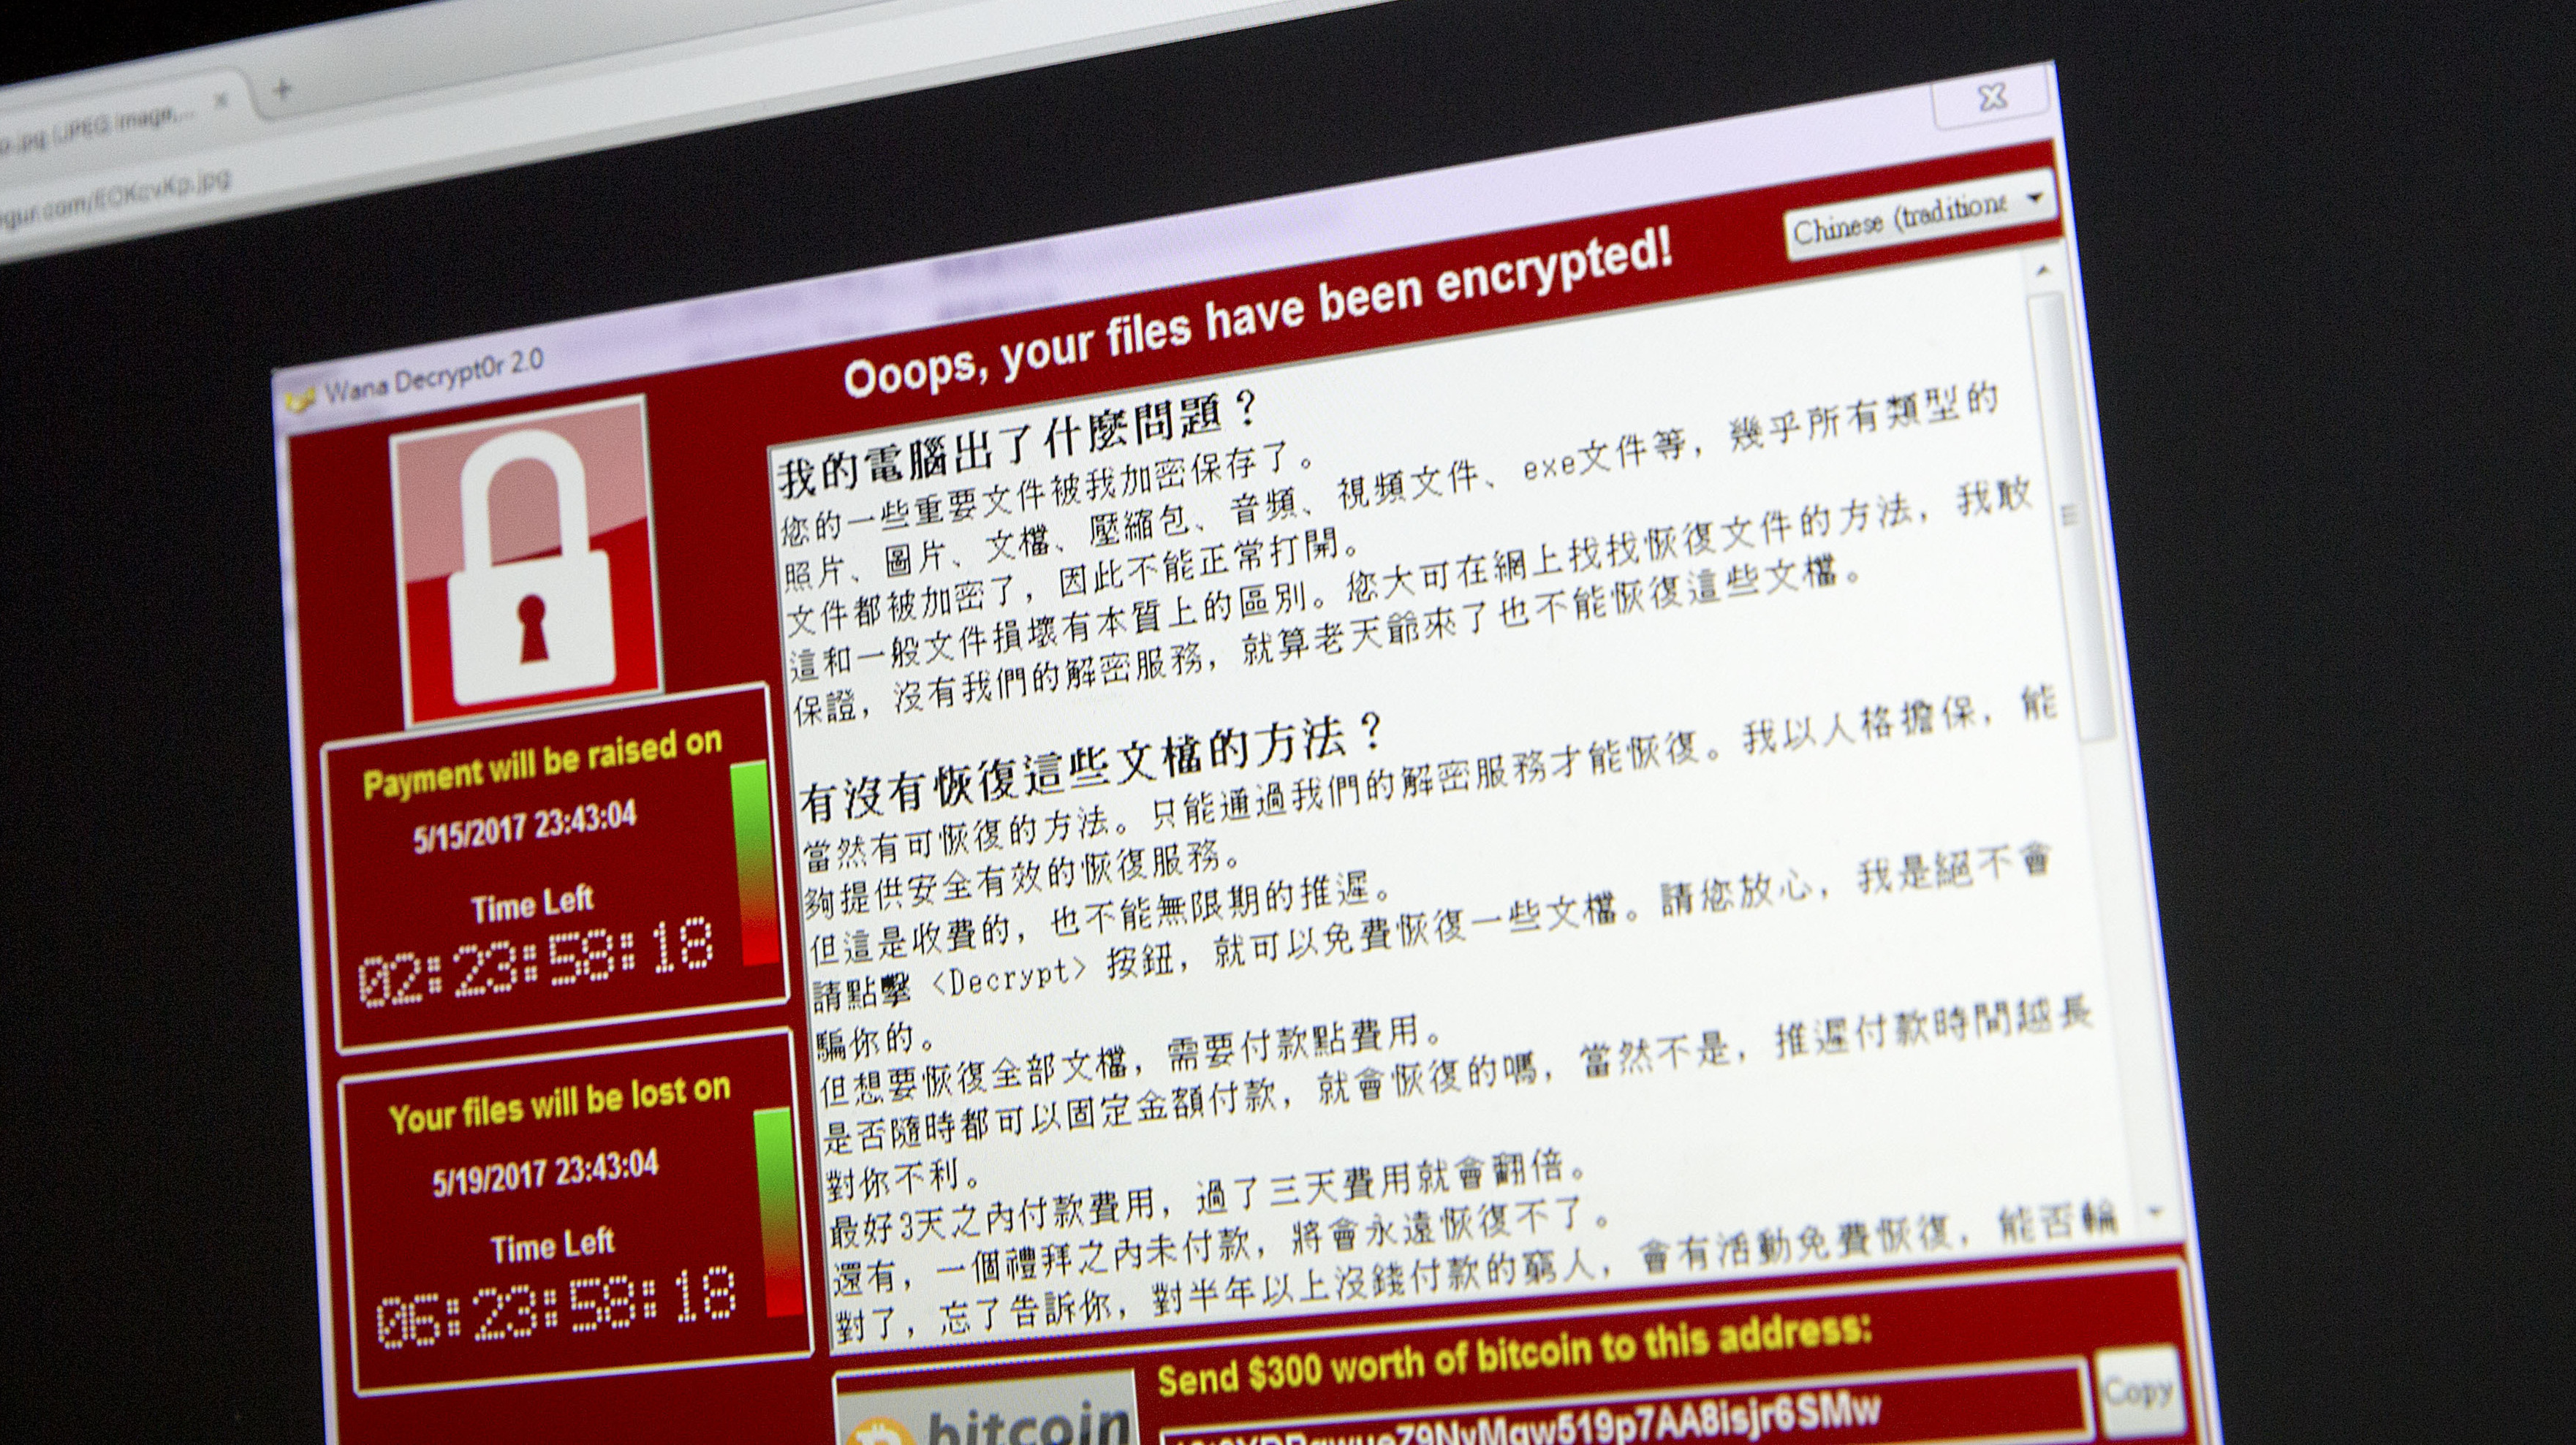 .jpg (JPEG Image,...
gur.com/EOKcvKp.jpg
Wana Decrypt0r 2.0
Ooops, your files have been encrypted!
Chinese (traditiona
Payment will be raised on
5/15/2017 23:43:04
Time Left
02:23:58:18
Your files will be lost on
5/19/2017 23:43:04
Time Left
06:23:58:18
我的電腦出了什麼問題？
您的一些重要文件被我加密保存了。
照片、圖片、文檔、壓縮包、音頻、視頻文件、exe文件等，幾乎所有類型的
文件都被加密了，因此不能正常打開。
這和一般文件損壞有本質上的區別。您大可在網上找找恢復文件的方法，我敢
保證，沒有我們的解密服務，就算老天爺來了也不能恢復這些文檔。
有沒有恢復這些文檔的方法？
當然有可恢復的方法。只能通過我們的解密服務才能恢復。我以人格擔保，能
夠提供安全有效的恢復服務。
但這是收費的，也不能無限期的推遲。
請點擊 <Decrypt> 按鈕，就可以免費恢復一些文檔。請您放心，我是絕不會
騙你的。
但想要恢復全部文檔，需要付款點費用。
是否隨時都可以固定金額付款，就會恢復的嗎，當然不是，推遲付款時間越長
對你不利。
最好3天之內付款費用，過了三天費用就會翻倍。
還有，一個禮拜之內未付款，將會永遠恢復不了。
對了，忘了告訴你，對半年以上沒錢付款的窮人，會有活動免費恢復，能否輪
bitcoin
Send $300 worth of bitcoin to this address:
Copy